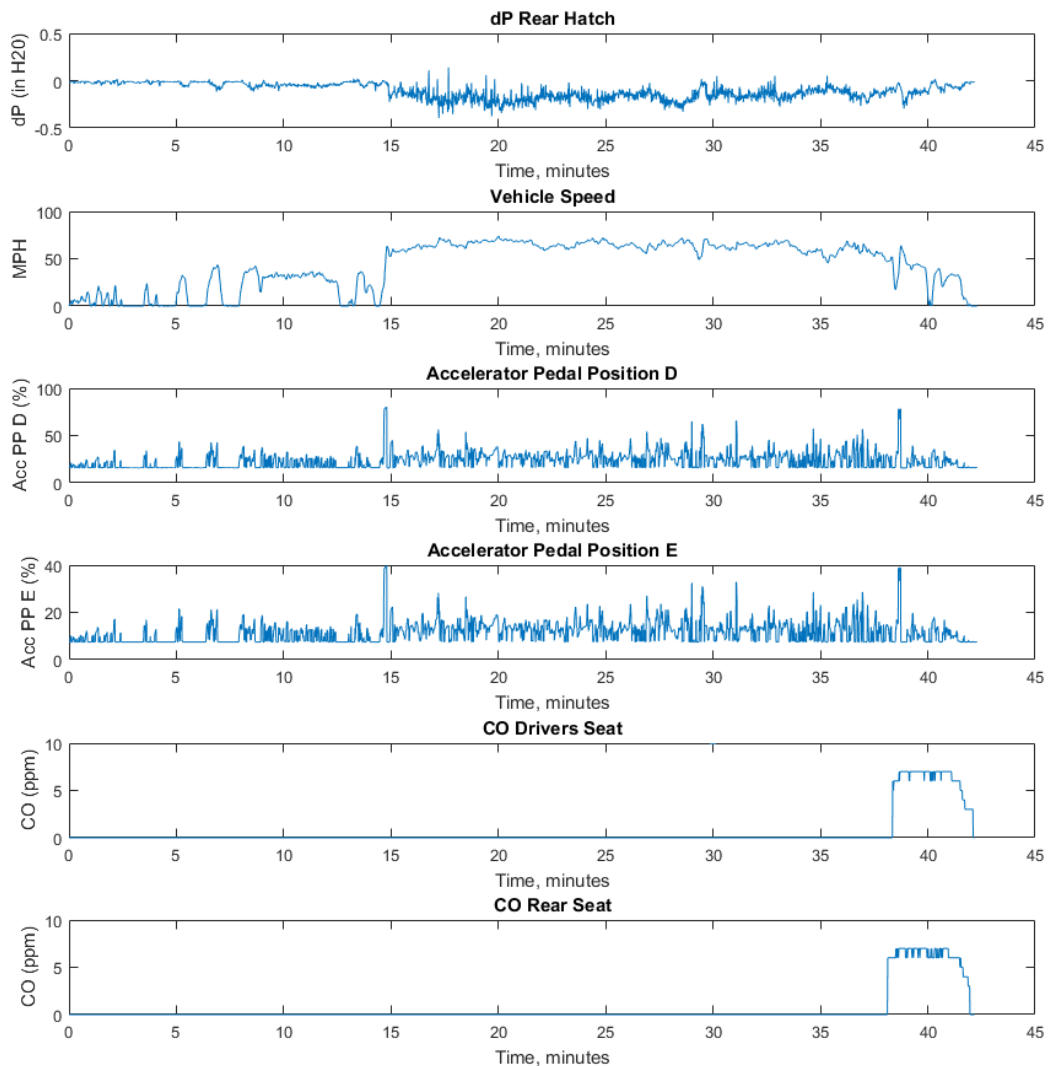 dP Rear Hatch
0.5
0
-0.5
dP (in H20)
0 5 10 15 20 25 30 35 40 45
Time, minutes
Vehicle Speed
100
50
0
MPH
0 5 10 15 20 25 30 35 40 45
Time, minutes
Accelerator Pedal Position D
100
50
0
Acc PP D (%)
0 5 10 15 20 25 30 35 40 45
Time, minutes
Accelerator Pedal Position E
40
20
0
Acc PP E (%)
0 5 10 15 20 25 30 35 40 45
Time, minutes
CO Drivers Seat
10
5
0
CO (ppm)
0 5 10 15 20 25 30 35 40 45
Time, minutes
CO Rear Seat
10
5
0
CO (ppm)
0 5 10 15 20 25 30 35 40 45
Time, minutes